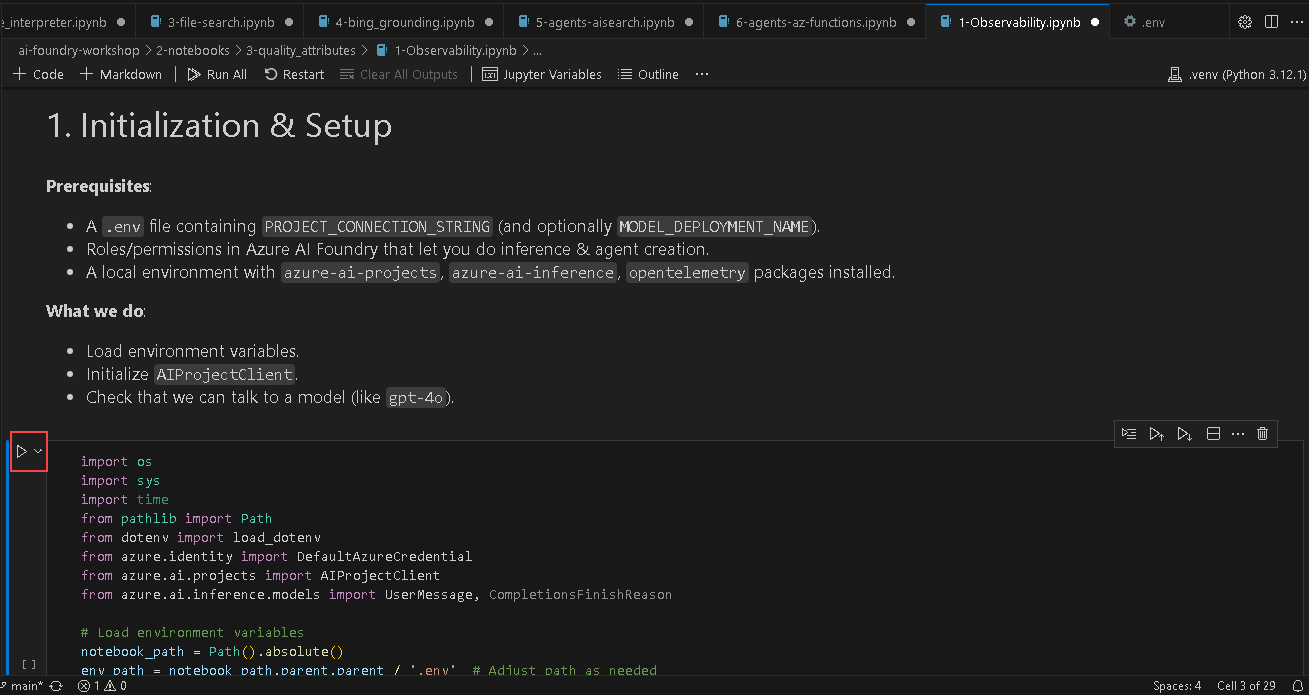 e_interpreter.ipynb 3-file-search.ipynb 4-bing_grounding.ipynb 5-agents-aisearch.ipynb 6-agents-az-functions.ipynb 1-Observability.ipynb .env
ai-foundry-workshop > 2-notebooks > 3-quality_attributes > 1-Observability.ipynb > ...
+ Code + Markdown | Run All Restart Clear All Outputs | Jupyter Variables Outline ... .venv (Python 3.12.1)
1. Initialization & Setup
Prerequisites:
• A .env file containing PROJECT_CONNECTION_STRING (and optionally MODEL_DEPLOYMENT_NAME).
• Roles/permissions in Azure AI Foundry that let you do inference & agent creation.
• A local environment with azure-ai-projects, azure-ai-inference, opentelemetry packages installed.
What we do:
• Load environment variables.
• Initialize AIProjectClient.
• Check that we can talk to a model (like gpt-4o).
import os
import sys
import time
from pathlib import Path
from dotenv import load_dotenv
from azure.identity import DefaultAzureCredential
from azure.ai.projects import AIProjectClient
from azure.ai.inference.models import UserMessage, CompletionsFinishReason
# Load environment variables
notebook_path = Path().absolute()
[ ]
env_path = notebook_path.parent.parent / '.env' # Adjust path as needed
main* 1 0 Spaces: 4 Cell 3 of 29